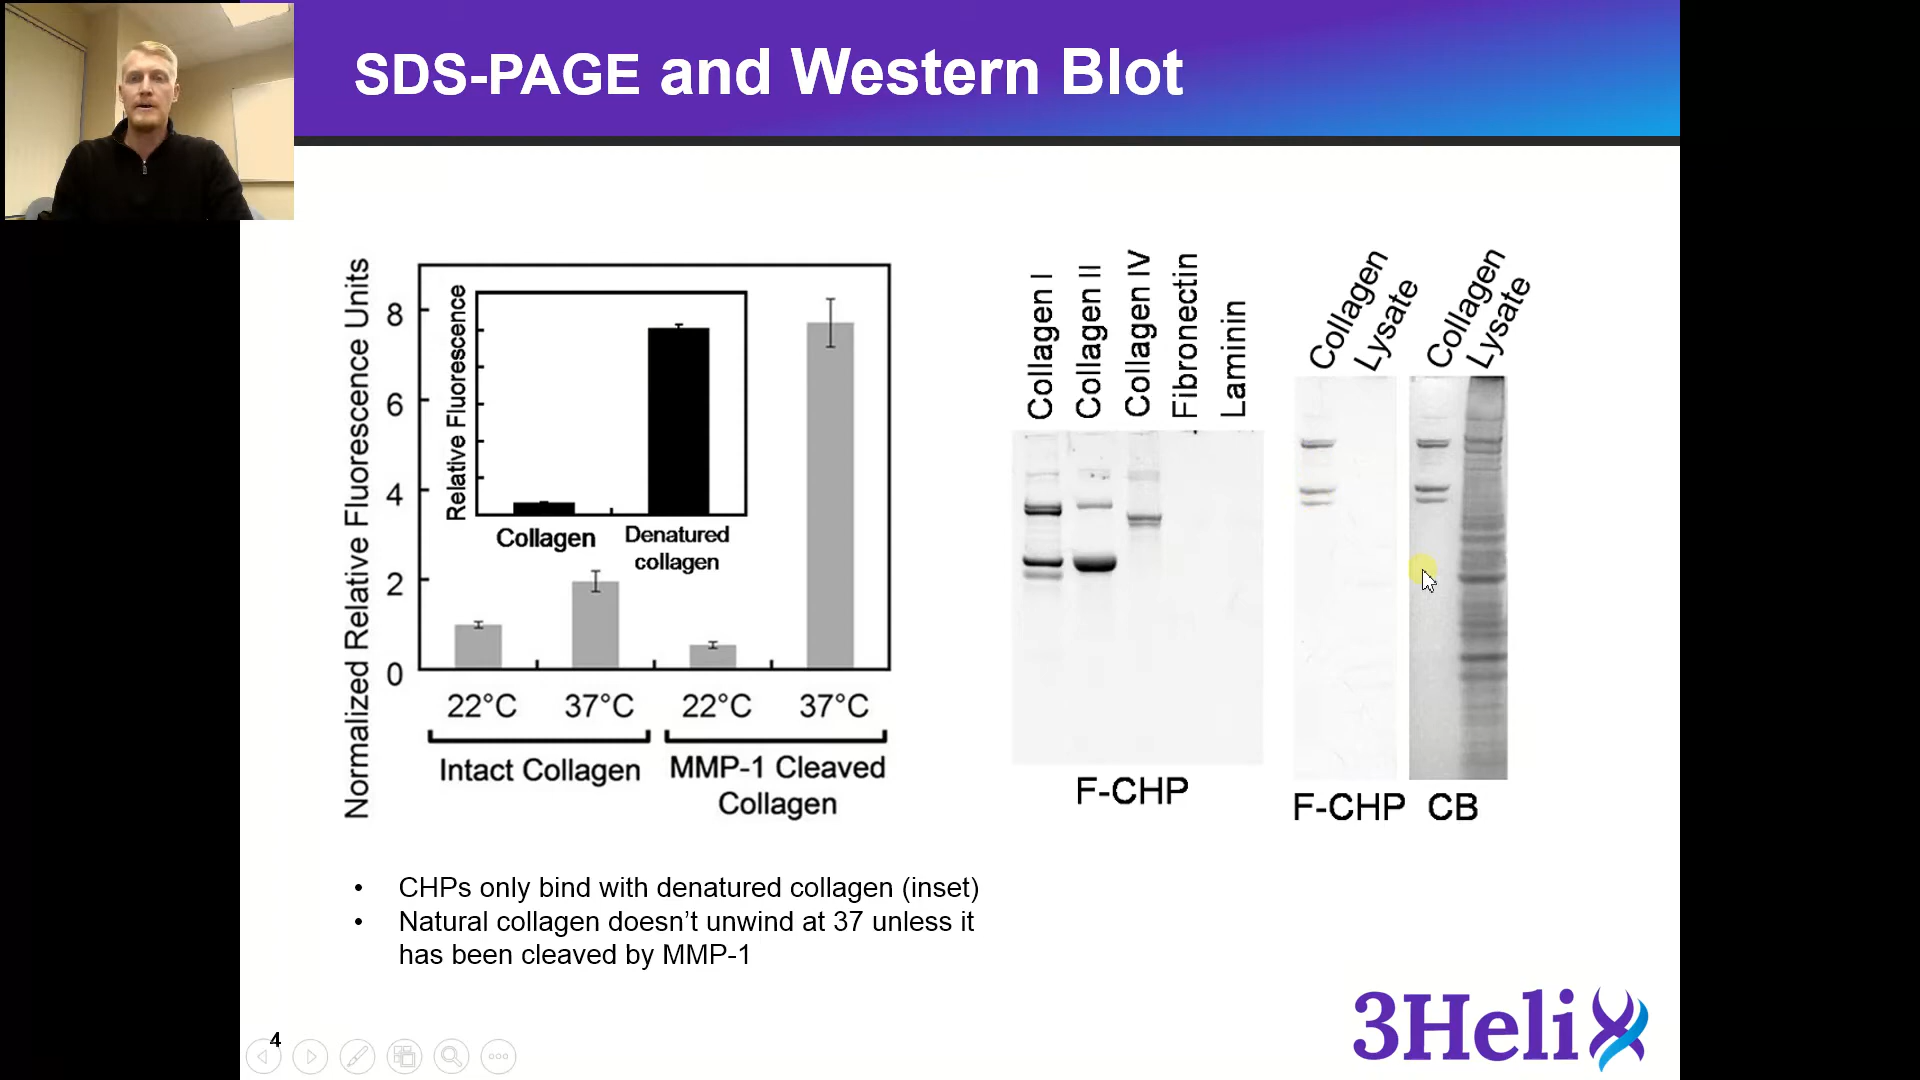 SDS-PAGE and Western Blot
Normalized Relative Fluorescence Units
8
6
4
2
0
Relative Fluorescence
Collagen
Denatured
collagen
22°C
37°C
22°C
37°C
Intact Collagen
MMP-1 Cleaved
Collagen
Collagen I
Collagen II
Collagen IV
Fibronectin
Laminin
F-CHP
Collagen
Lysate
Collagen
Lysate
F-CHP
CB
• CHPs only bind with denatured collagen (inset)
• Natural collagen doesn’t unwind at 37 unless it
has been cleaved by MMP-1
3Helix
4